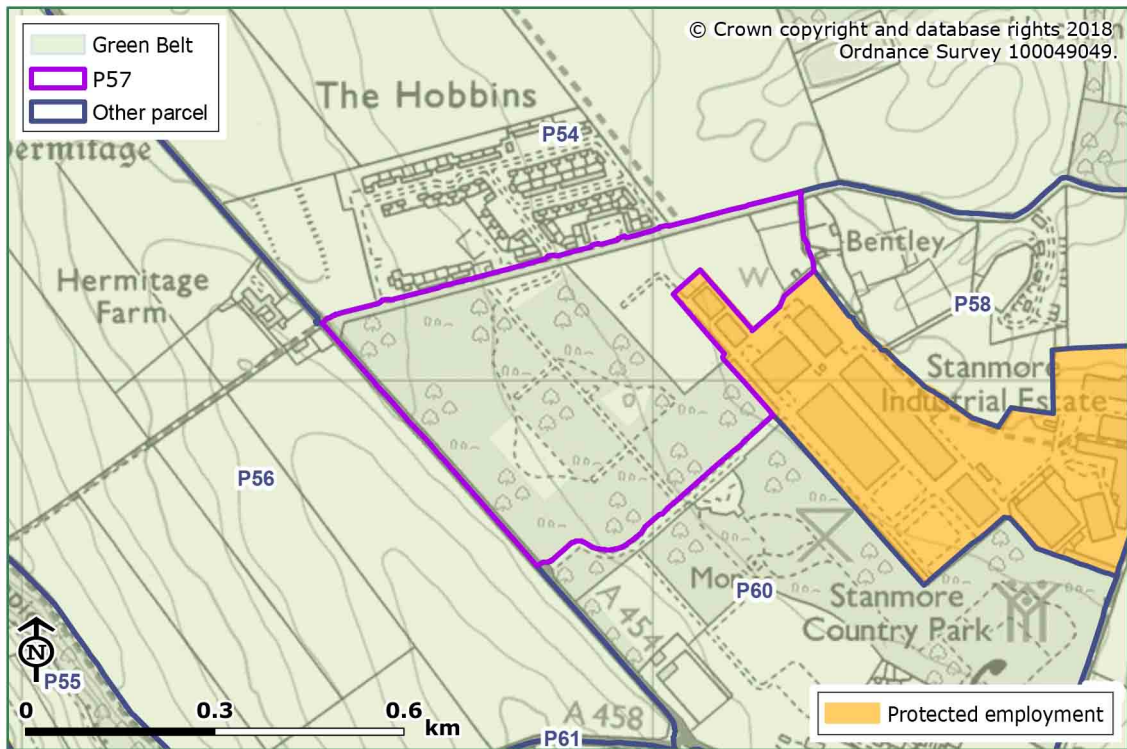 Green Belt
P57
Other parcel
© Crown copyright and database rights 2018
Ordnance Survey 100049049.
The Hobbins
P54
Hermitage
Farm
Bentley
W
P58
Stanmore
Industrial Estate
P56
P60
Stanmore
Country Park
A 454
P55
A 458
P61
N
0 0.3 0.6
km
Protected employment